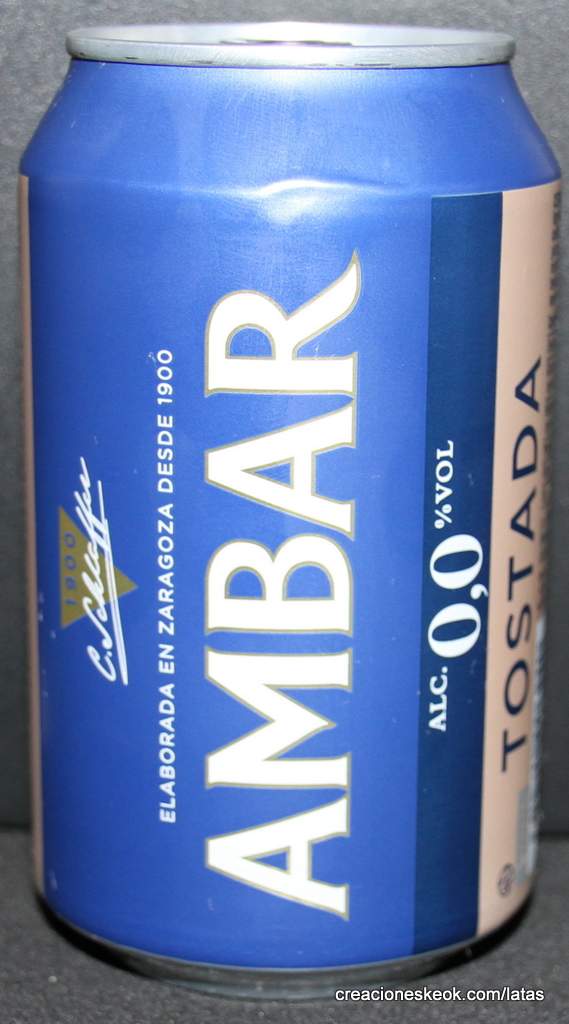 1900
C. Schlaffer
ELABORADA EN ZARAGOZA DESDE 1900
AMBAR
ALC. 0,0 %VOL
TOSTADA
creacioneskeok.com/latas